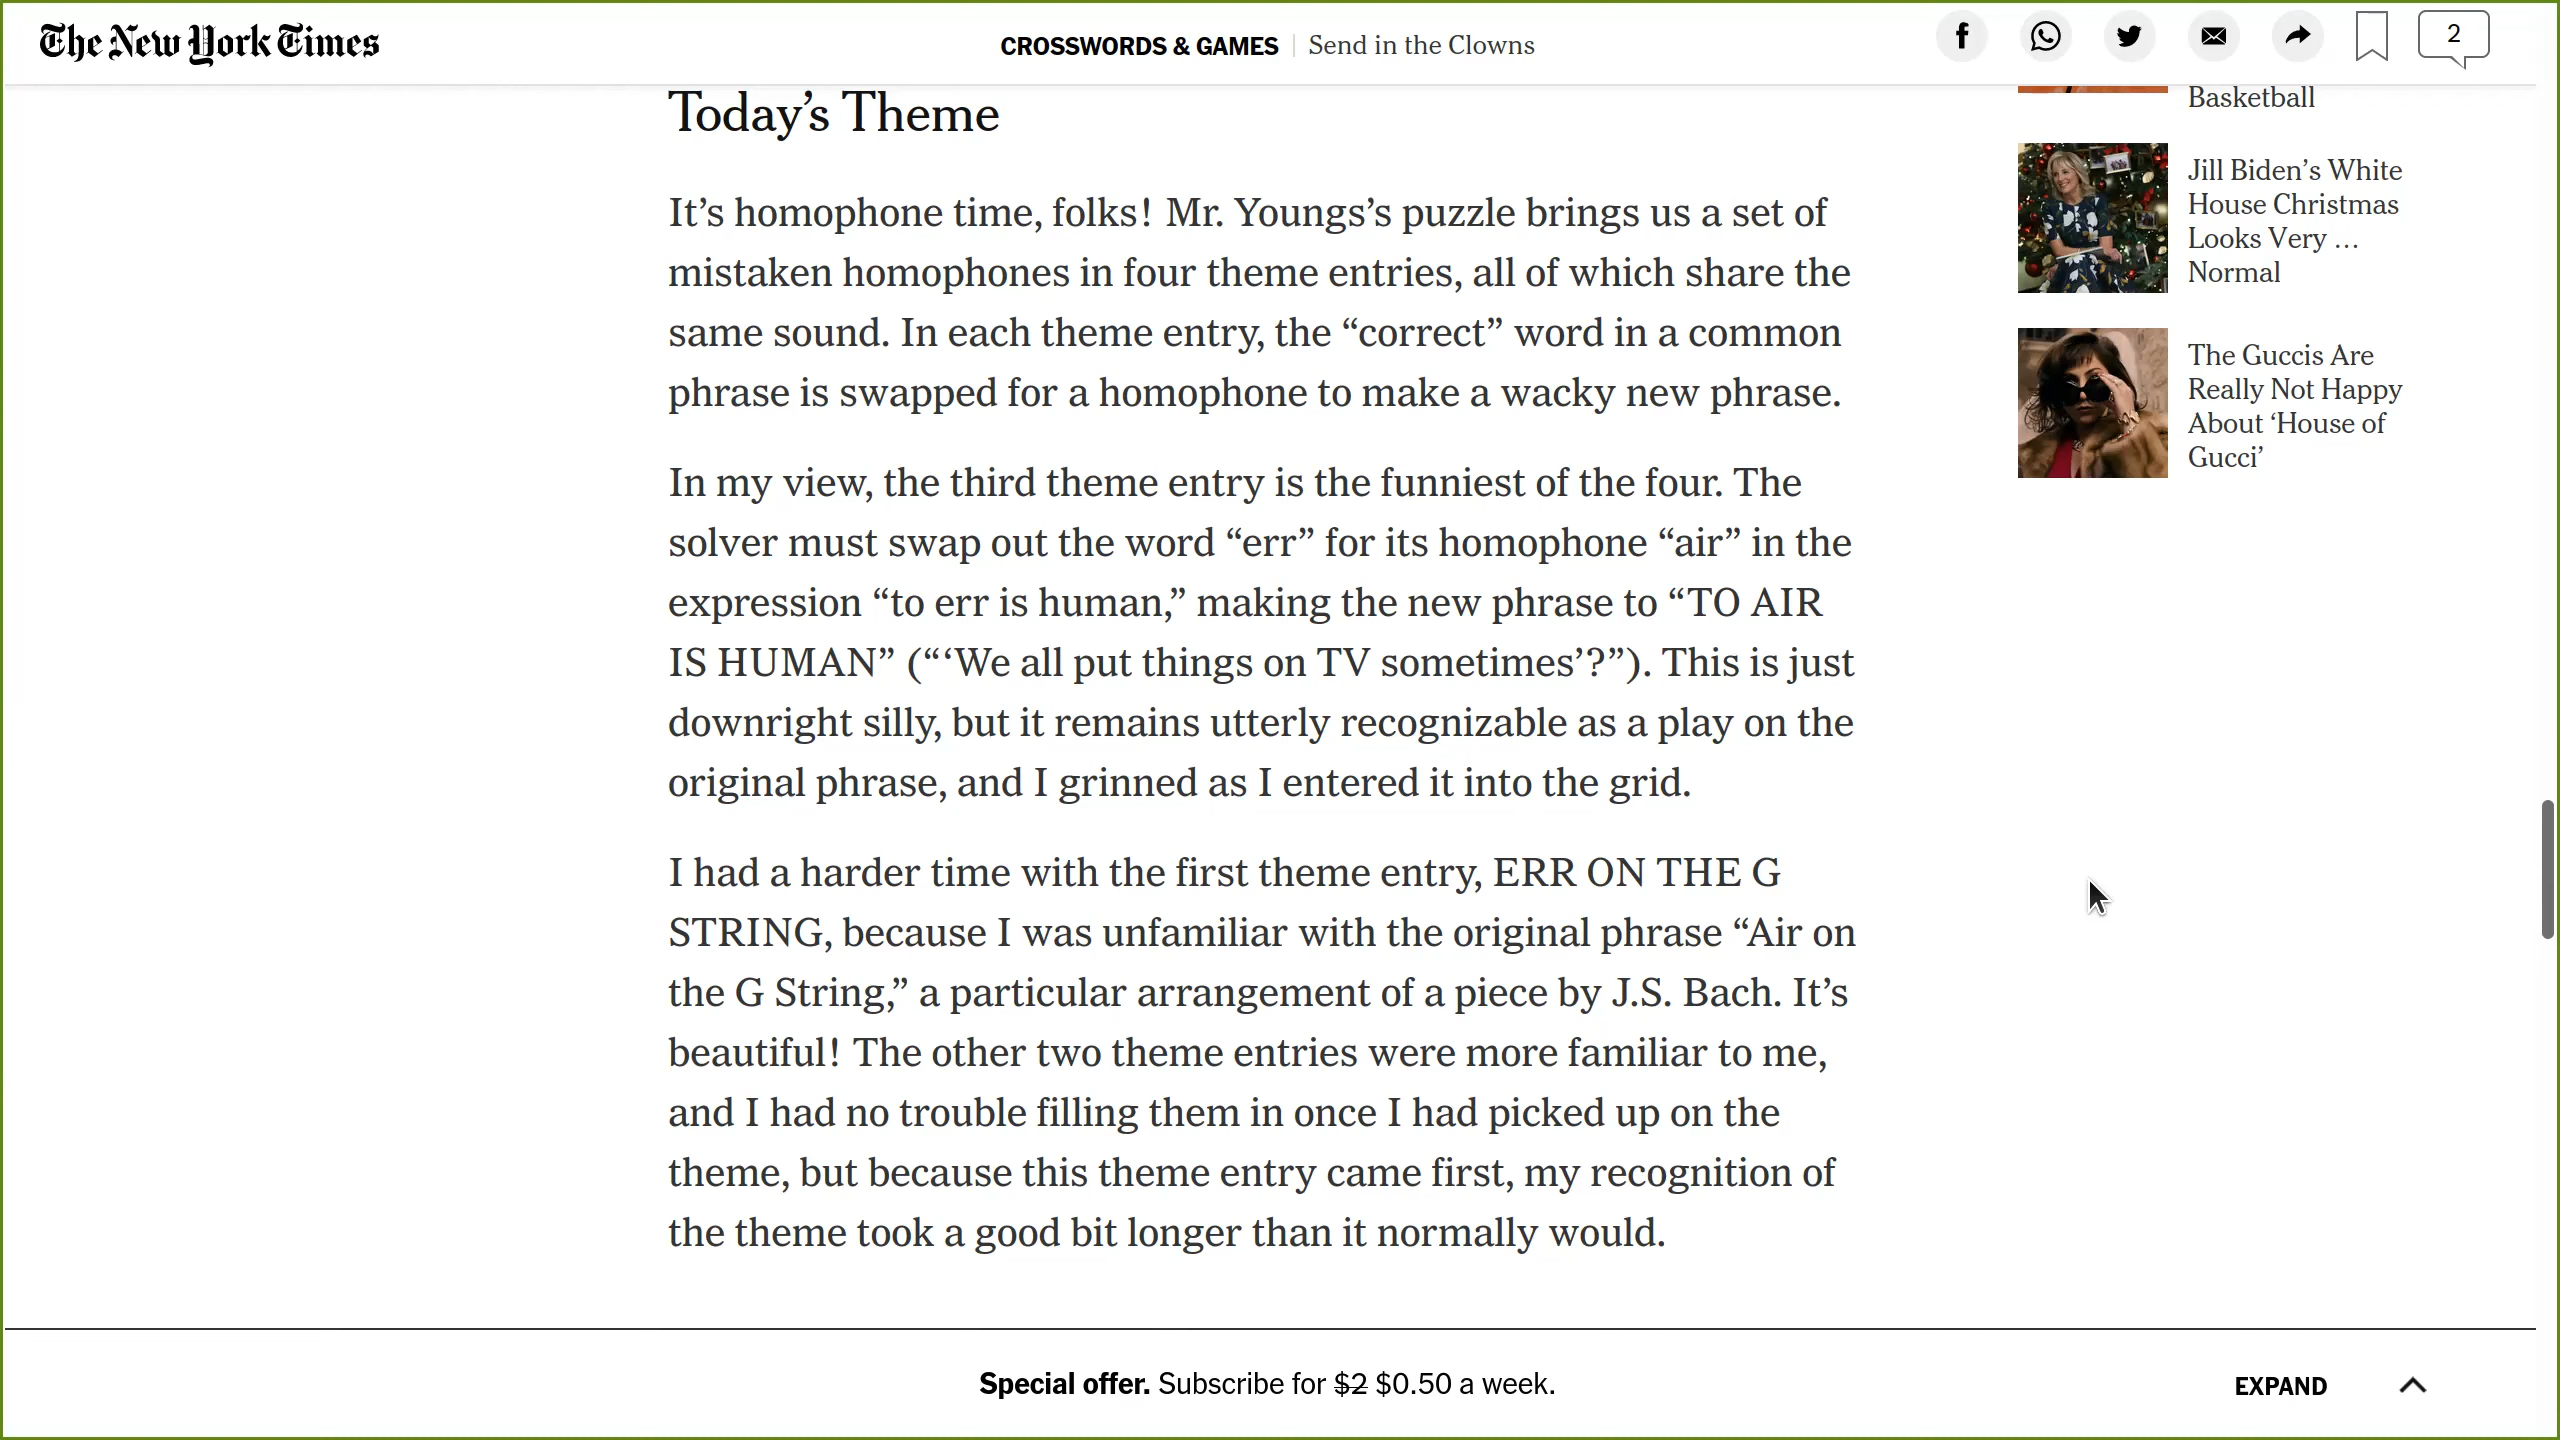 The New York Times
CROSSWORDS & GAMES | Send in the Clowns
2
Today’s Theme
It’s homophone time, folks! Mr. Youngs’s puzzle brings us a set of
mistaken homophones in four theme entries, all of which share the
same sound. In each theme entry, the “correct” word in a common
phrase is swapped for a homophone to make a wacky new phrase.
In my view, the third theme entry is the funniest of the four. The
solver must swap out the word “err” for its homophone “air” in the
expression “to err is human,” making the new phrase to “TO AIR
IS HUMAN” (“‘We all put things on TV sometimes’?”). This is just
downright silly, but it remains utterly recognizable as a play on the
original phrase, and I grinned as I entered it into the grid.
I had a harder time with the first theme entry, ERR ON THE G
STRING, because I was unfamiliar with the original phrase “Air on
the G String,” a particular arrangement of a piece by J.S. Bach. It’s
beautiful! The other two theme entries were more familiar to me,
and I had no trouble filling them in once I had picked up on the
theme, but because this theme entry came first, my recognition of
the theme took a good bit longer than it normally would.
Basketball
Jill Biden’s White
House Christmas
Looks Very …
Normal
The Guccis Are
Really Not Happy
About ‘House of
Gucci’
Special offer. Subscribe for $2 $0.50 a week.
EXPAND